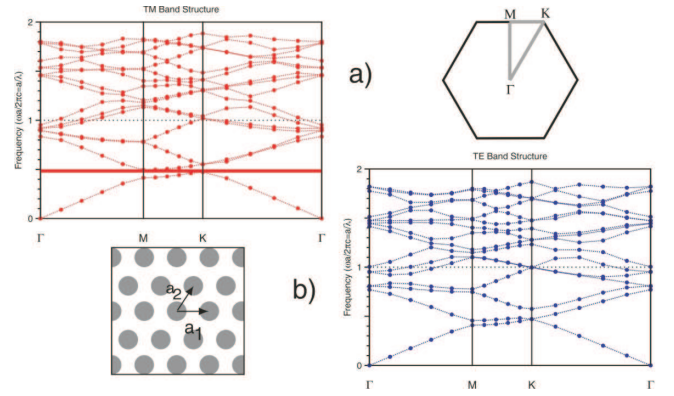 TM Band Structure
2
1
0
Frequency (ωa/2πc=a/λ)
Γ
M
K
Γ
a)
M
K
Γ
TE Band Structure
2
1
0
Frequency (ωa/2πc=a/λ)
Γ
M
K
Γ
a2
a1
b)